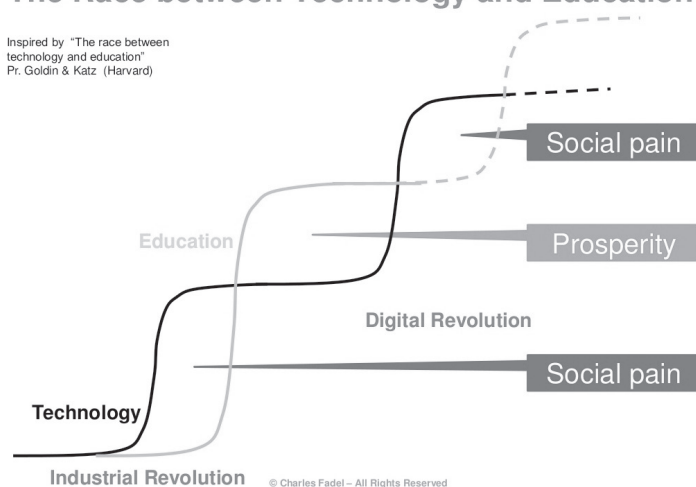 The Race between Technology and Education
Inspired by "The race between
technology and education"
Pr. Goldin & Katz (Harvard)
Social pain
Education
Prosperity
Digital Revolution
Social pain
Technology
Industrial Revolution
© Charles Fadel – All Rights Reserved